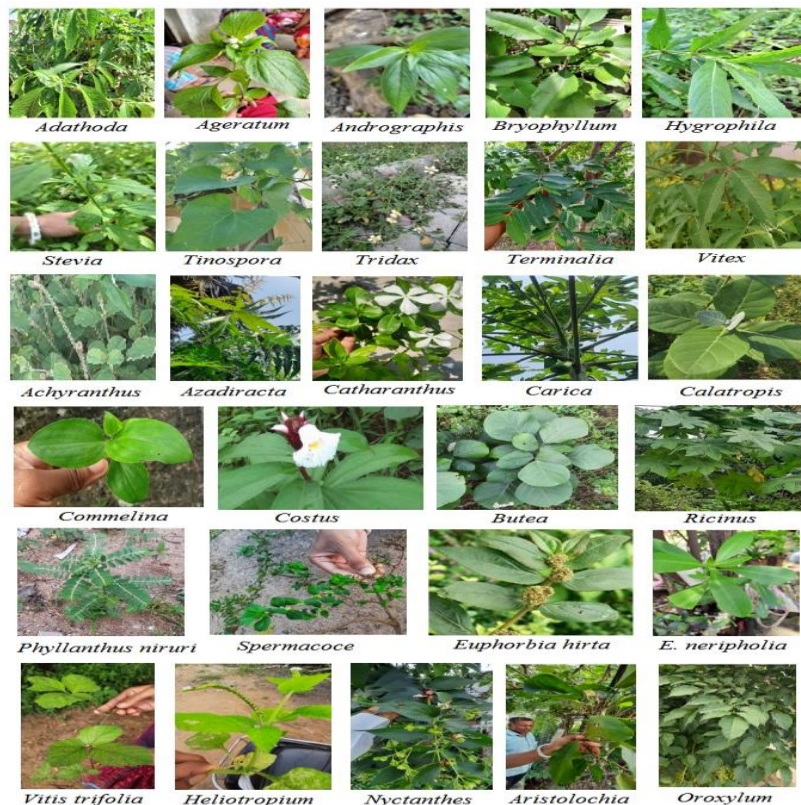 Adathoda Ageratum Andrographis Bryophyllum Hygrophila
Stevia Tinospora Tridax Terminalia Vitex
Achyranthus Azadiracta Catharanthus Carica Calatropis
Commelina Costus Butea Ricinus
Phyllanthus niruri Spermacoce Euphorbia hirta E. neripholia
Vitis trifolia Heliotropium Nyctanthes Aristolochia Oroxylum